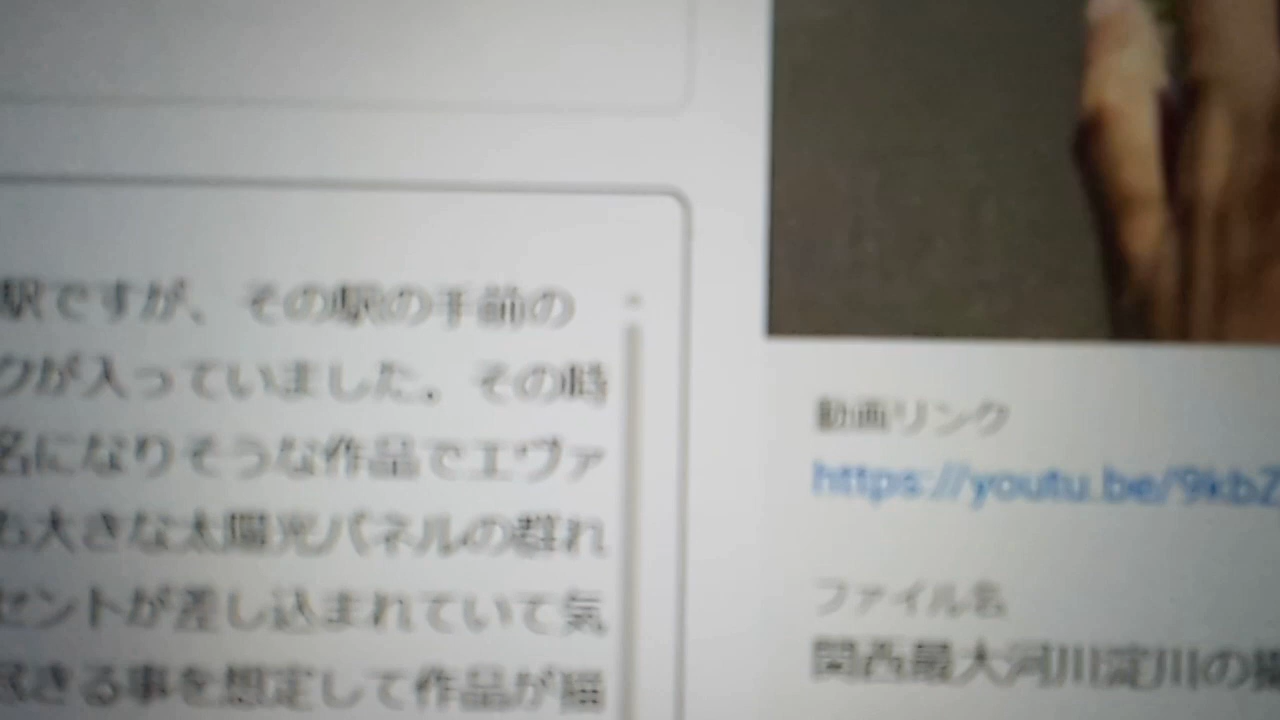 駅ですが、その駅の手前の
クが入っていました。その時
名になりそうな作品でエヴァ
も大きな太陽光パネルの群れ
セントが差し込まれていて気
尽きる事を想定して作品が描
動画リンク
https://youtu.be/9kbZ
ファイル名
関西最大河川淀川の